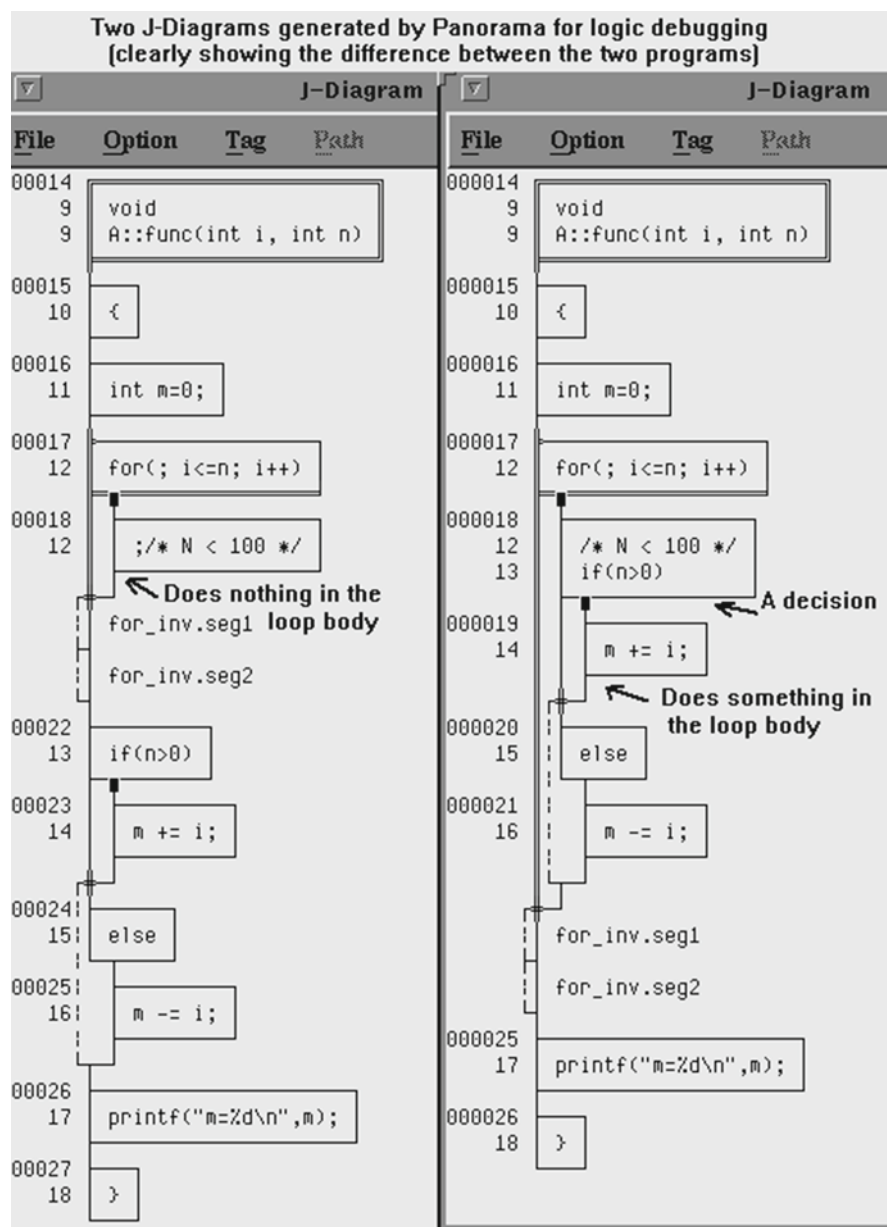 Two J-Diagrams generated by Panorama for logic debugging
(clearly showing the difference between the two programs)
J-Diagram
File Option Tag Path
00014
9 void
9 A::func(int i, int n)
00015
10 {
00016
11 int m=0;
00017
12 for(; i<=n; i++)
00018
12 ;/* N < 100 */
Does nothing in the
loop body
for_inv.seg1
for_inv.seg2
00022
13 if(n>0)
00023
14 m += i;
00024
15 else
00025
16 m -= i;
00026
17 printf("m=%d\n",m);
00027
18 }
J-Diagram
File Option Tag Path
000014
9 void
9 A::func(int i, int n)
000015
10 {
000016
11 int m=0;
000017
12 for(; i<=n; i++)
000018
12 /* N < 100 */
13 if(n>0)
A decision
000019
14 m += i;
Does something in
the loop body
000020
15 else
000021
16 m -= i;
for_inv.seg1
for_inv.seg2
000025
17 printf("m=%d\n",m);
000026
18 }